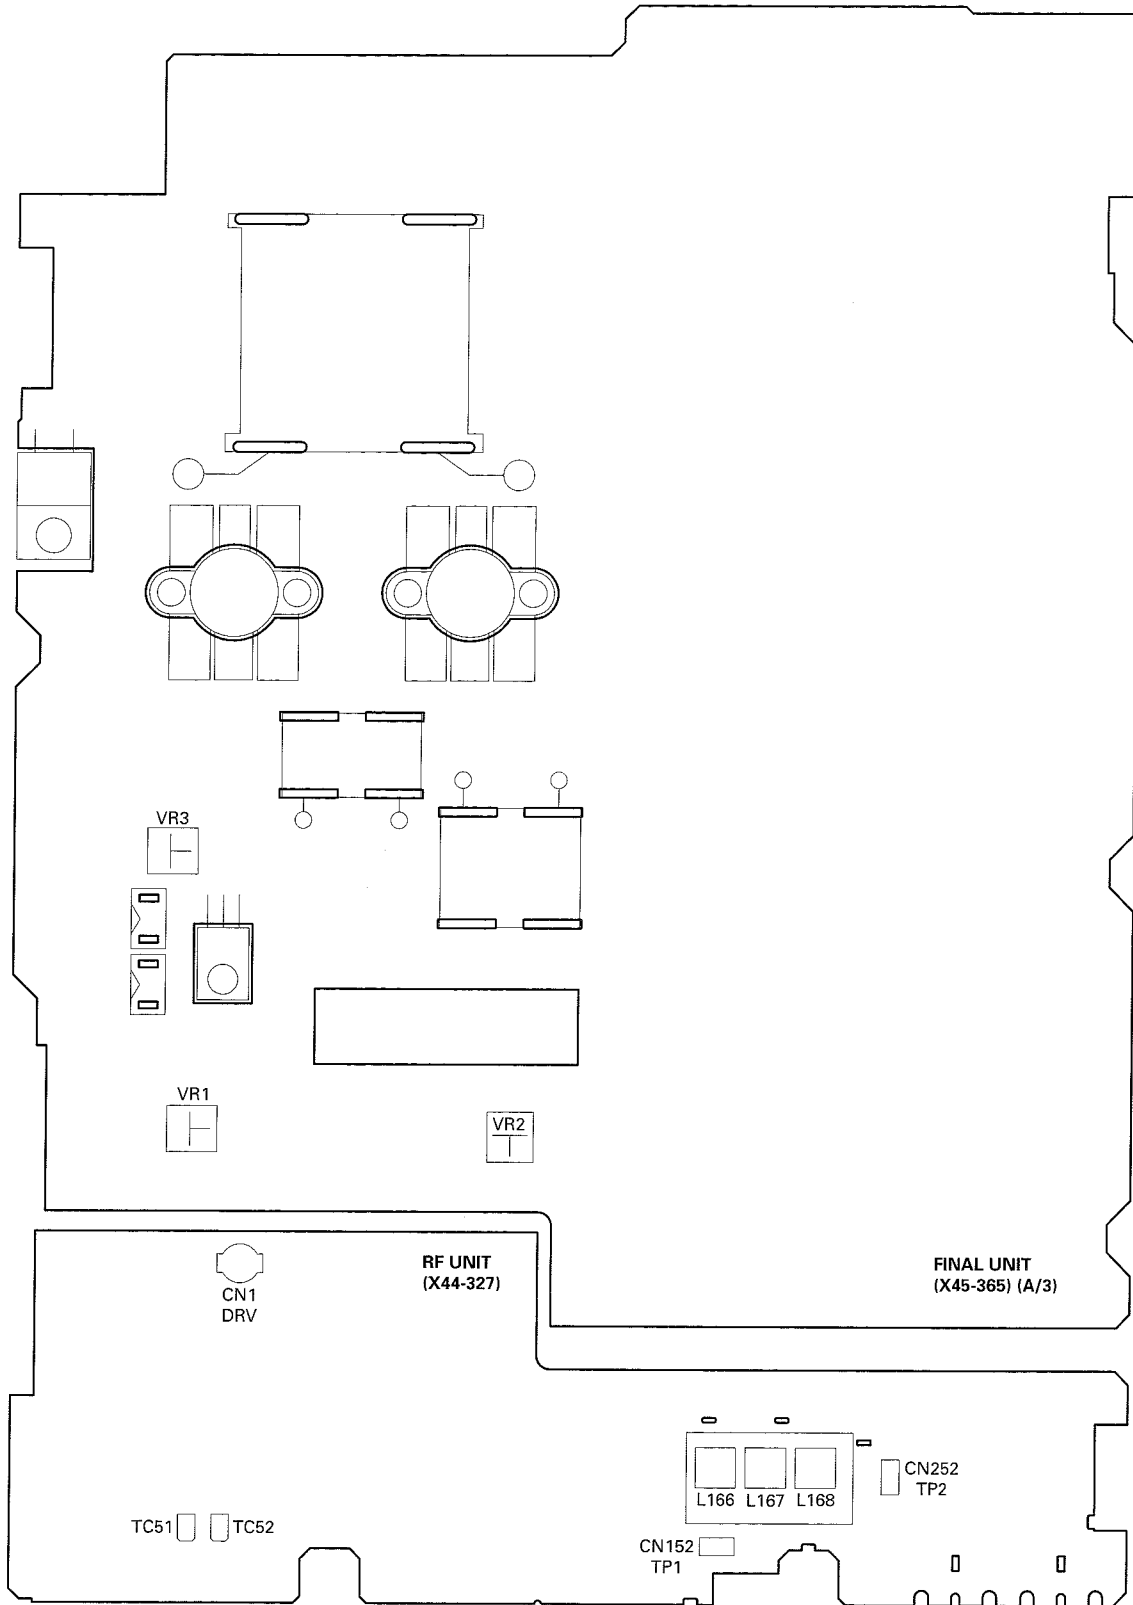 VR3
VR1
VR2
RF UNIT
(X44-327)
FINAL UNIT
(X45-365) (A/3)
CN1
DRV
L166
L167
L168
CN252
TP2
TC51
TC52
CN152
TP1